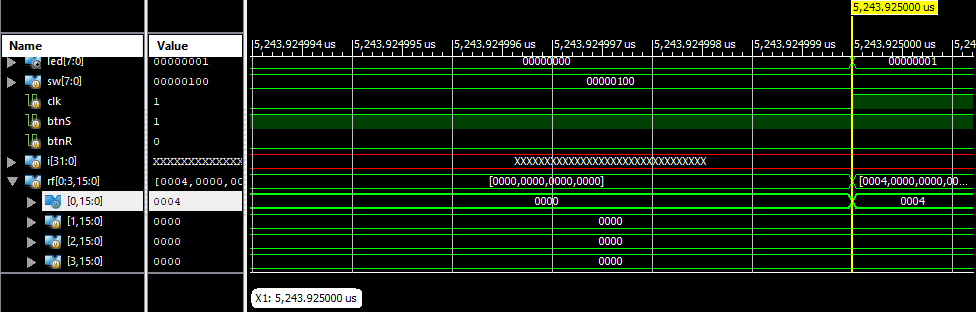 5,243.925000 us
Name Value 5,243.924994 us 5,243.924995 us 5,243.924996 us 5,243.924997 us 5,243.924998 us 5,243.924999 us 5,243.925000 us
led[7:0] 00000001 00000000 00000001
sw[7:0] 00000100 00000100
clk 1
btnS 1
btnR 0
i[31:0] XXXXXXXXXXXXX XXXXXXXXXXXXXXXXXXXXXXXXXXXXXXXX
rf[0:3,15:0] [0004,0000,00 [0000,0000,0000,0000] [0004,0000,0000,00...
[0,15:0] 0004 0000 0004
[1,15:0] 0000 0000
[2,15:0] 0000 0000
[3,15:0] 0000 0000
X1: 5,243.925000 us